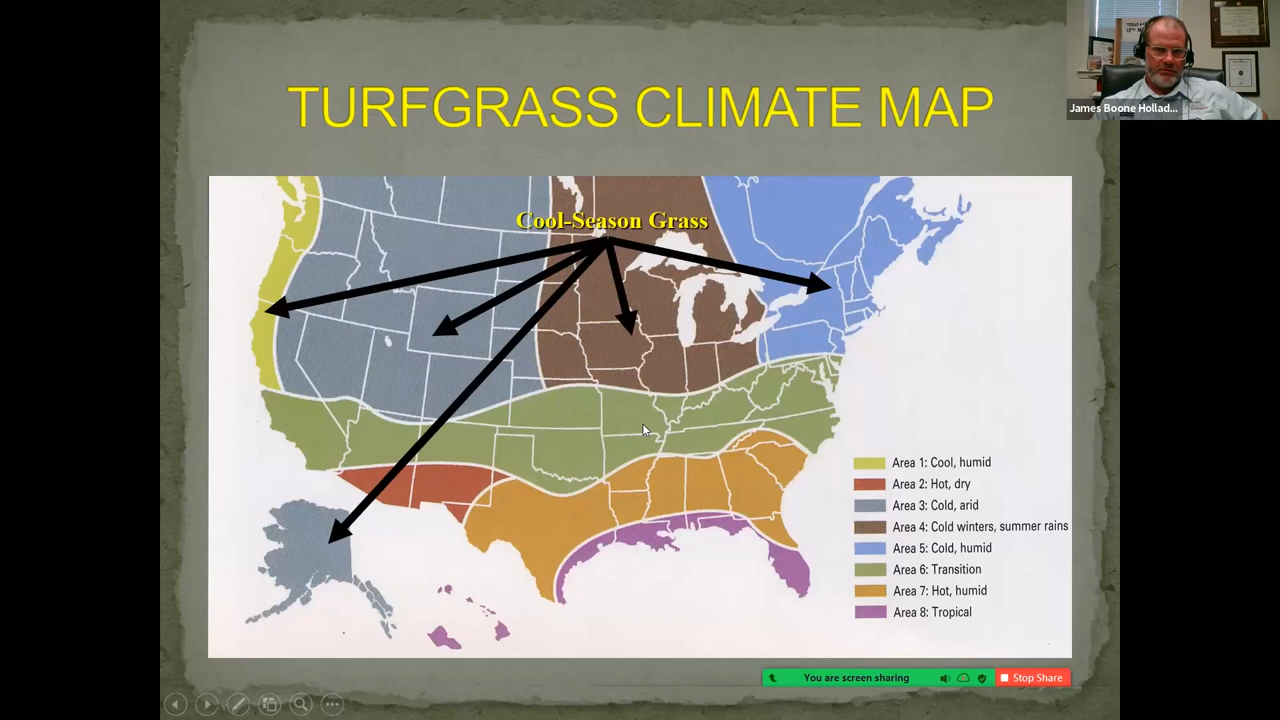 TURFGRASS CLIMATE MAP
James Boone Hollad...
Cool-Season Grass
Area 1: Cool, humid
Area 2: Hot, dry
Area 3: Cold, arid
Area 4: Cold winters, summer rains
Area 5: Cold, humid
Area 6: Transition
Area 7: Hot, humid
Area 8: Tropical
You are screen sharing
Stop Share